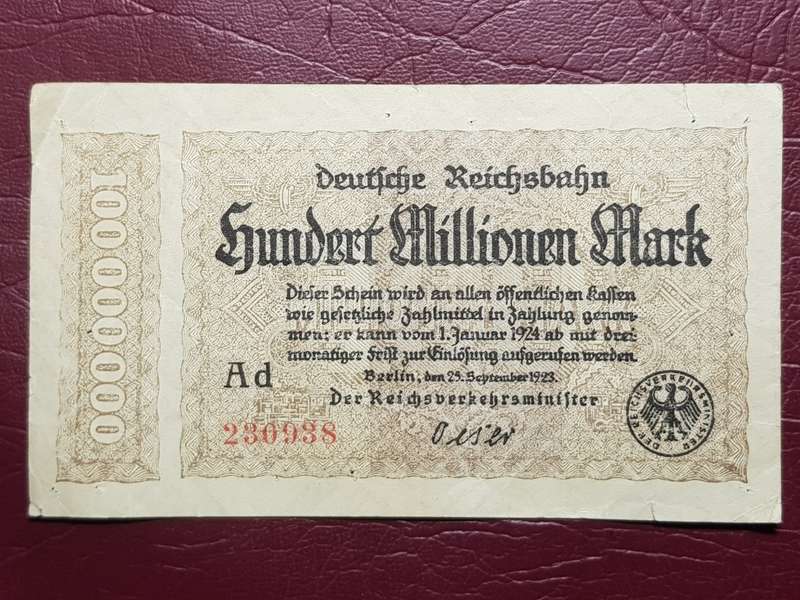 100000000
Deutsche Reichsbahn
Hundert Millionen Mark
Dieser Schein wird an allen öffentlichen Kassen
wie gesetzliche Zahlmittel in Zahlung genom-
men; er kann vom 1. Januar 1924 ab mit drei-
monatiger Frist zur Einlösung aufgerufen werden.
Berlin, den 25. September 1923.
Der Reichsverkehrsminister
Ad
230938
Oeser
DER REICHSVERKEHRSMINISTER